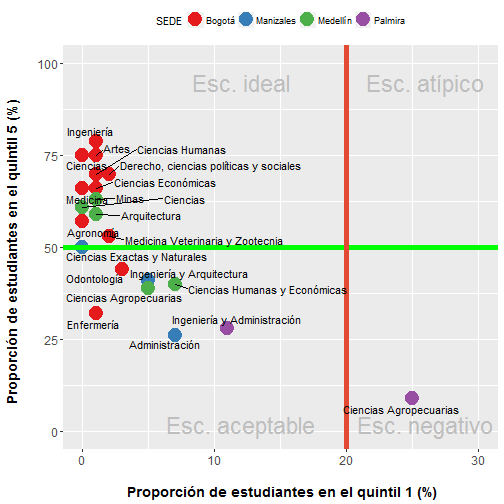 SEDE Bogotá Manizales Medellín Palmira
Esc. ideal Esc. atípico
Ingeniería
Artes
Ciencias Humanas
Ciencias
Derecho, ciencias políticas y sociales
Ciencias Económicas
Medicina
Minas
Ciencias
Arquitectura
Agronomía
Medicina Veterinaria y Zootecnia
Ciencias Exactas y Naturales
Odontología
Ingeniería y Arquitectura
Ciencias Humanas y Económicas
Ciencias Agropecuarias
Enfermería
Ingeniería y Administración
Administración
Ciencias Agropecuarias
Esc. aceptable Esc. negativo
100
75
50
25
0
0 10 20 30
Proporción de estudiantes en el quintil 5 (%)
Proporción de estudiantes en el quintil 1 (%)